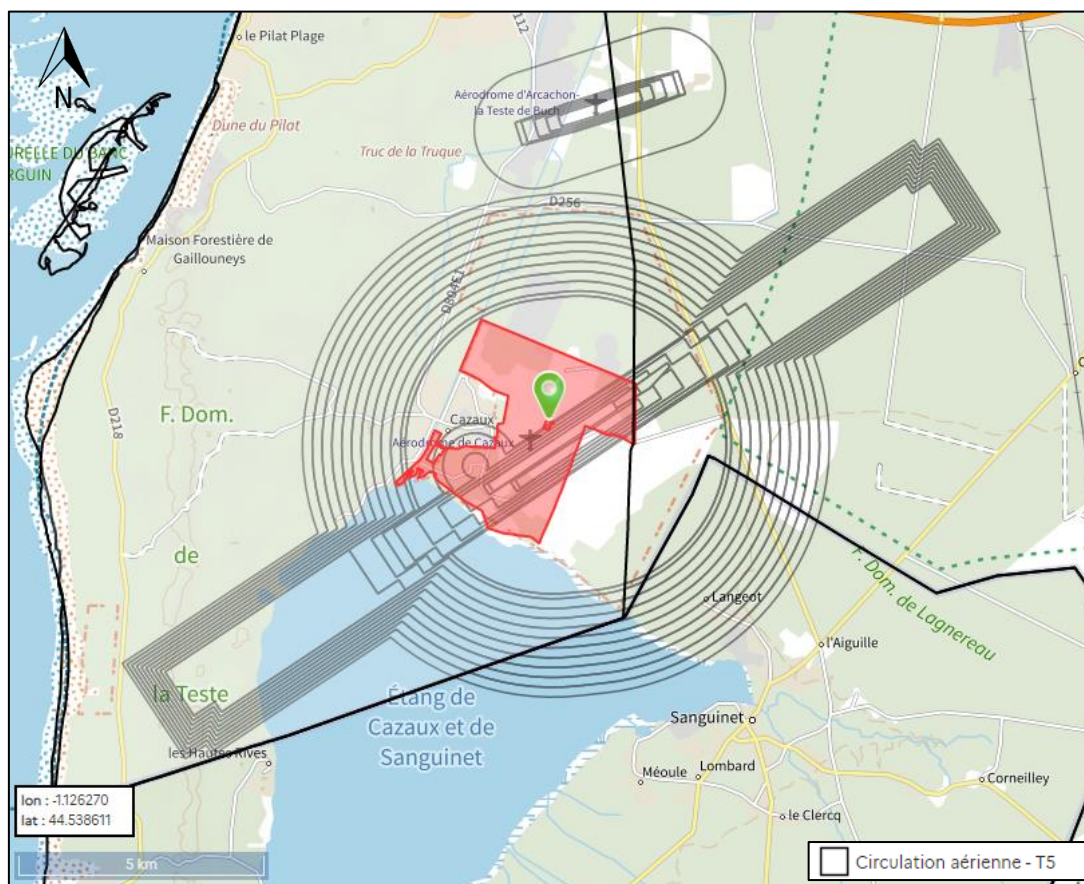 le Pilat Plage
112
N
Aérodrome d'Arcachon-
la Teste de Buch
Dune du Pilat
Truc de la Truque
URELLE DU BANC
RGUIN
D256
Maison Forestière de
Gaillouneys
D804E1
D218
F. Dom.
Cazaux
Aérodrome de Cazaux
de
Langeot
F. Dom. de Lagnereau
l'Aiguille
la Teste
Étang de
Cazaux et de
Sanguinet
Sanguinet
les Hautes Rives
Méoule
Lombard
Corneilley
le Clercq
lon : -1.126270
lat : 44.538611
5 km
Circulation aérienne - T5